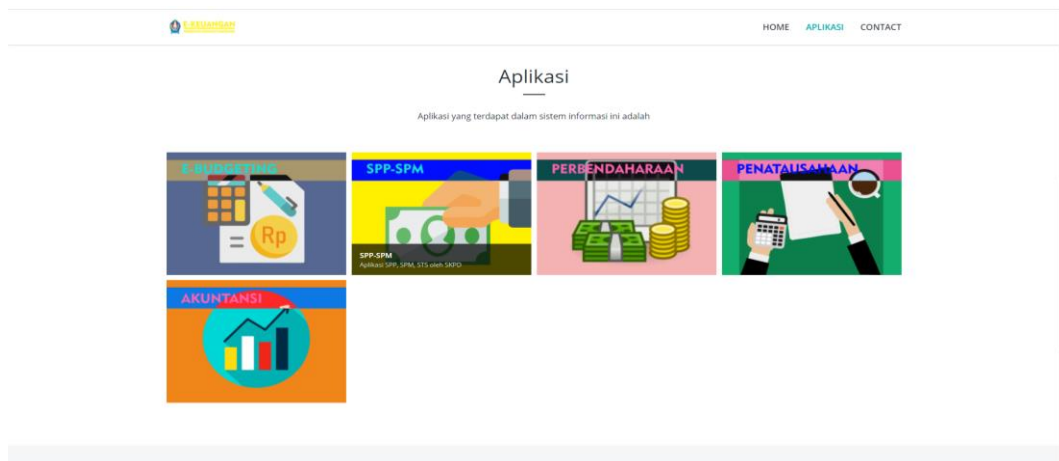 E-KEUANGAN
HOME APLIKASI CONTACT
Aplikasi
Aplikasi yang terdapat dalam sistem informasi ini adalah
E-BUDGETING
SPP-SPM
PERBENDAHARAAN
PENATAUSAHAAN
Rp
SPP-SPM
Aplikasi SPP, SPM, STS oleh SKPD
AKUNTANSI